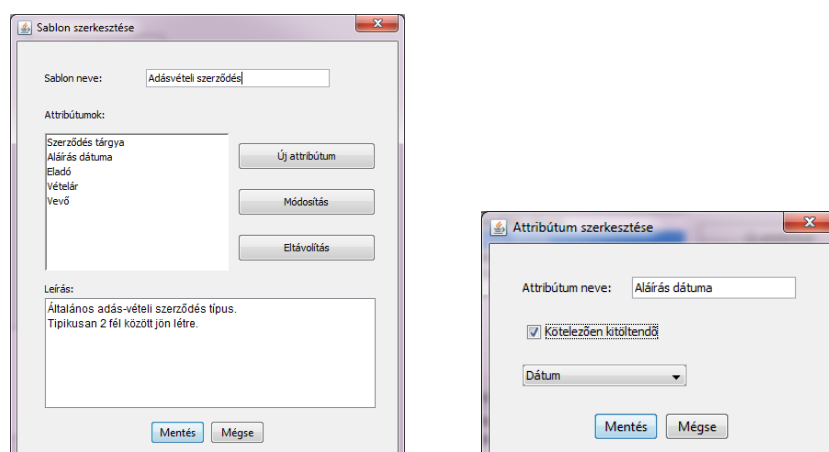 Sablon szerkesztése
Sablon neve: Adásvételi szerződés
Attribútumok:
Szerződés tárgya
Aláírás dátuma
Eladó
Vételár
Vevő
Új attribútum
Módosítás
Eltávolítás
Leírás:
Általános adás-vételi szerződés típus.
Tipikusan 2 fél között jön létre.
Mentés Mégse
Attribútum szerkesztése
Attribútum neve: Aláírás dátuma
Kötelezően kitöltendő
Dátum
Mentés Mégse